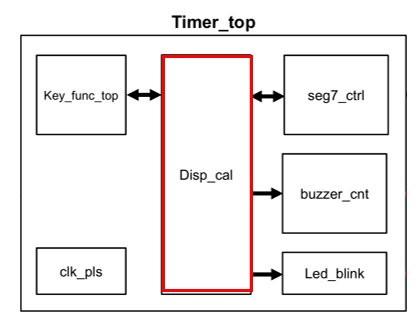 Timer_top
Key_func_top
seg7_ctrl
Disp_cal
buzzer_cnt
clk_pls
Led_blink